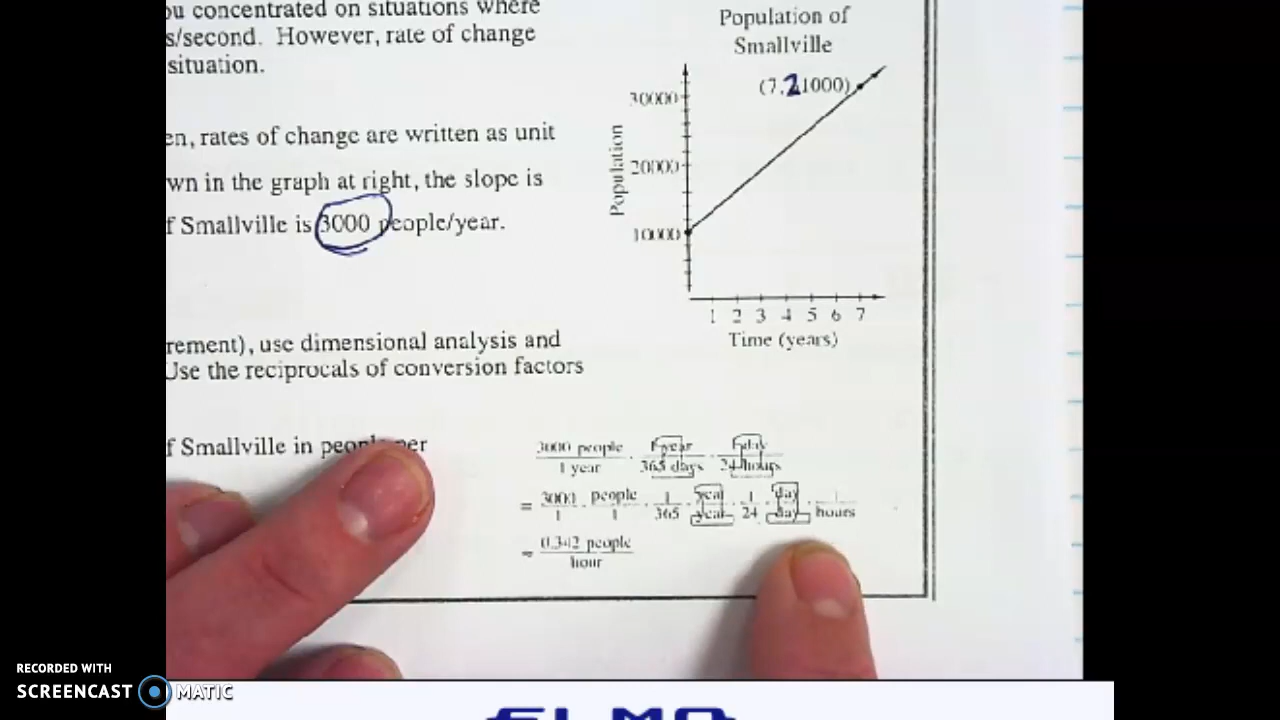 ou concentrated on situations where
s/second. However, rate of change
situation.
en, rates of change are written as unit
wn in the graph at right, the slope is
f Smallville is 3000 people/year.
rement), use dimensional analysis and
Use the reciprocals of conversion factors
f Smallville in people per
Population of
Smallville
(7, 21000)
30000
20000
10000
Population
1 2 3 4 5 6 7
Time (years)
3000 people / 1 year · 1 year / 365 days · 1 day / 24 hours
= 3000 / 1 · people / 1 · 1 / 365 · year / year · 1 / 24 · day / day · 1 / hours
≈ 0.342 people / hour
RECORDED WITH
SCREENCAST MATIC
ELMO